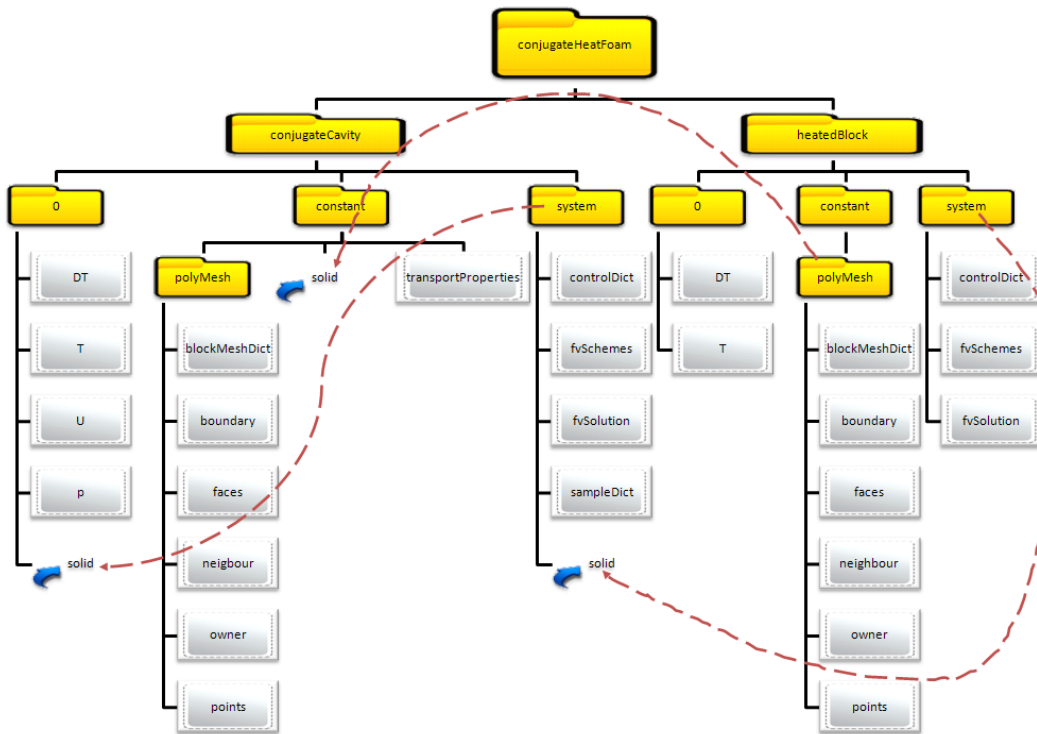 conjugateHeatFoam
conjugateCavity
heatedBlock
0
constant
system
0
constant
system
DT
polyMesh
solid
transportProperties
controlDict
DT
polyMesh
controlDict
T
blockMeshDict
fvSchemes
T
blockMeshDict
fvSchemes
U
boundary
fvSolution
boundary
fvSolution
p
faces
sampleDict
faces
solid
neigbour
solid
neighbour
owner
owner
points
points